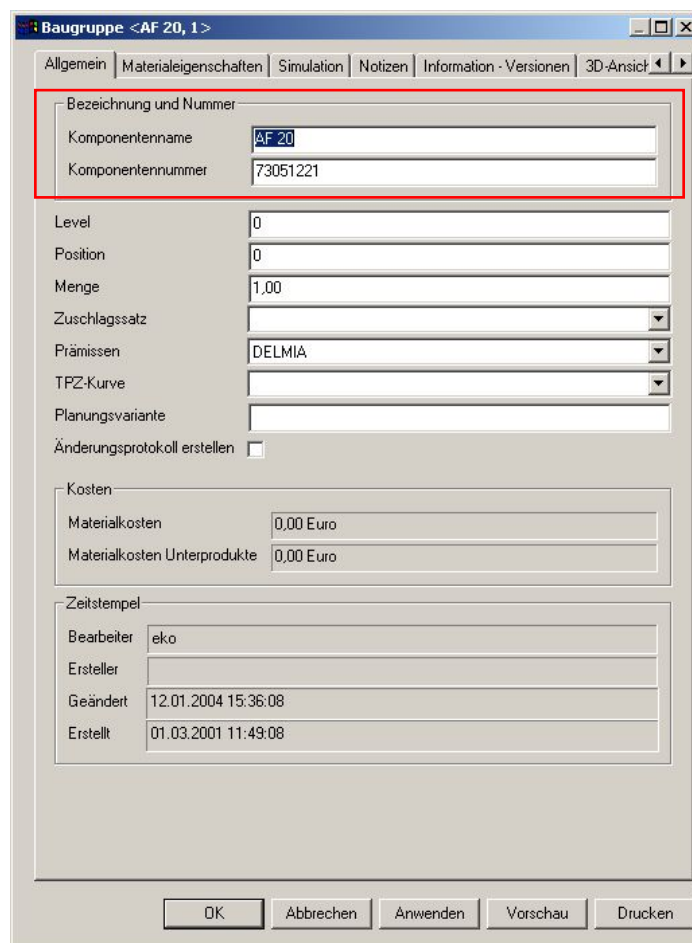 Baugruppe <AF 20, 1>
Allgemein Materialeigenschaften Simulation Notizen Information - Versionen 3D-Ansich
Bezeichnung und Nummer
Komponentenname AF 20
Komponentennummer 73051221
Level 0
Position 0
Menge 1,00
Zuschlagssatz
Prämissen DELMIA
TPZ-Kurve
Planungsvariante
Änderungsprotokoll erstellen
Kosten
Materialkosten 0,00 Euro
Materialkosten Unterprodukte 0,00 Euro
Zeitstempel
Bearbeiter eko
Ersteller
Geändert 12.01.2004 15:36:08
Erstellt 01.03.2001 11:49:08
OK Abbrechen Anwenden Vorschau Drucken